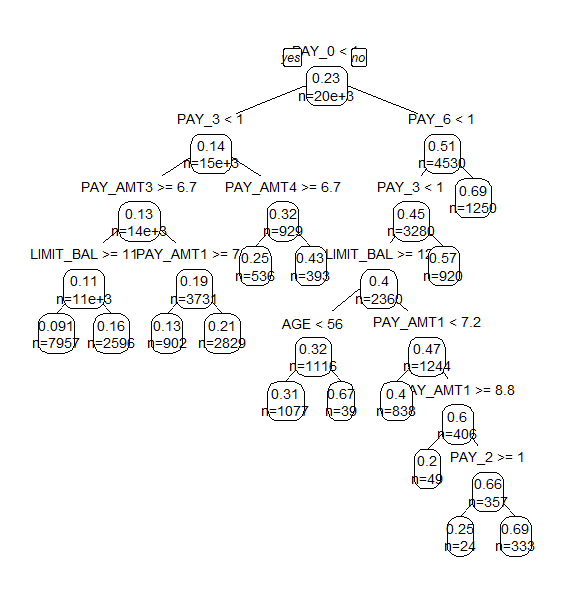 PAY_0 <
yes
no
0.23
n=20e+3
PAY_3 < 1
PAY_6 < 1
0.14
n=15e+3
0.51
n=4530
PAY_AMT3 >= 6.7
PAY_AMT4 >= 6.7
PAY_3 < 1
0.69
n=1250
0.13
n=14e+3
0.32
n=929
0.45
n=3280
LIMIT_BAL >= 11
PAY_AMT1 >= 7
0.25
n=536
0.43
n=393
LIMIT_BAL >= 12
0.57
n=920
0.11
n=11e+3
0.19
n=3731
0.4
n=2360
0.091
n=7957
0.16
n=2596
0.13
n=902
0.21
n=2829
AGE < 56
PAY_AMT1 < 7.2
0.32
n=1116
0.47
n=1244
0.31
n=1077
0.67
n=39
0.4
n=838
PAY_AMT1 >= 8.8
0.6
n=406
0.2
n=49
PAY_2 >= 1
0.66
n=357
0.25
n=24
0.69
n=333